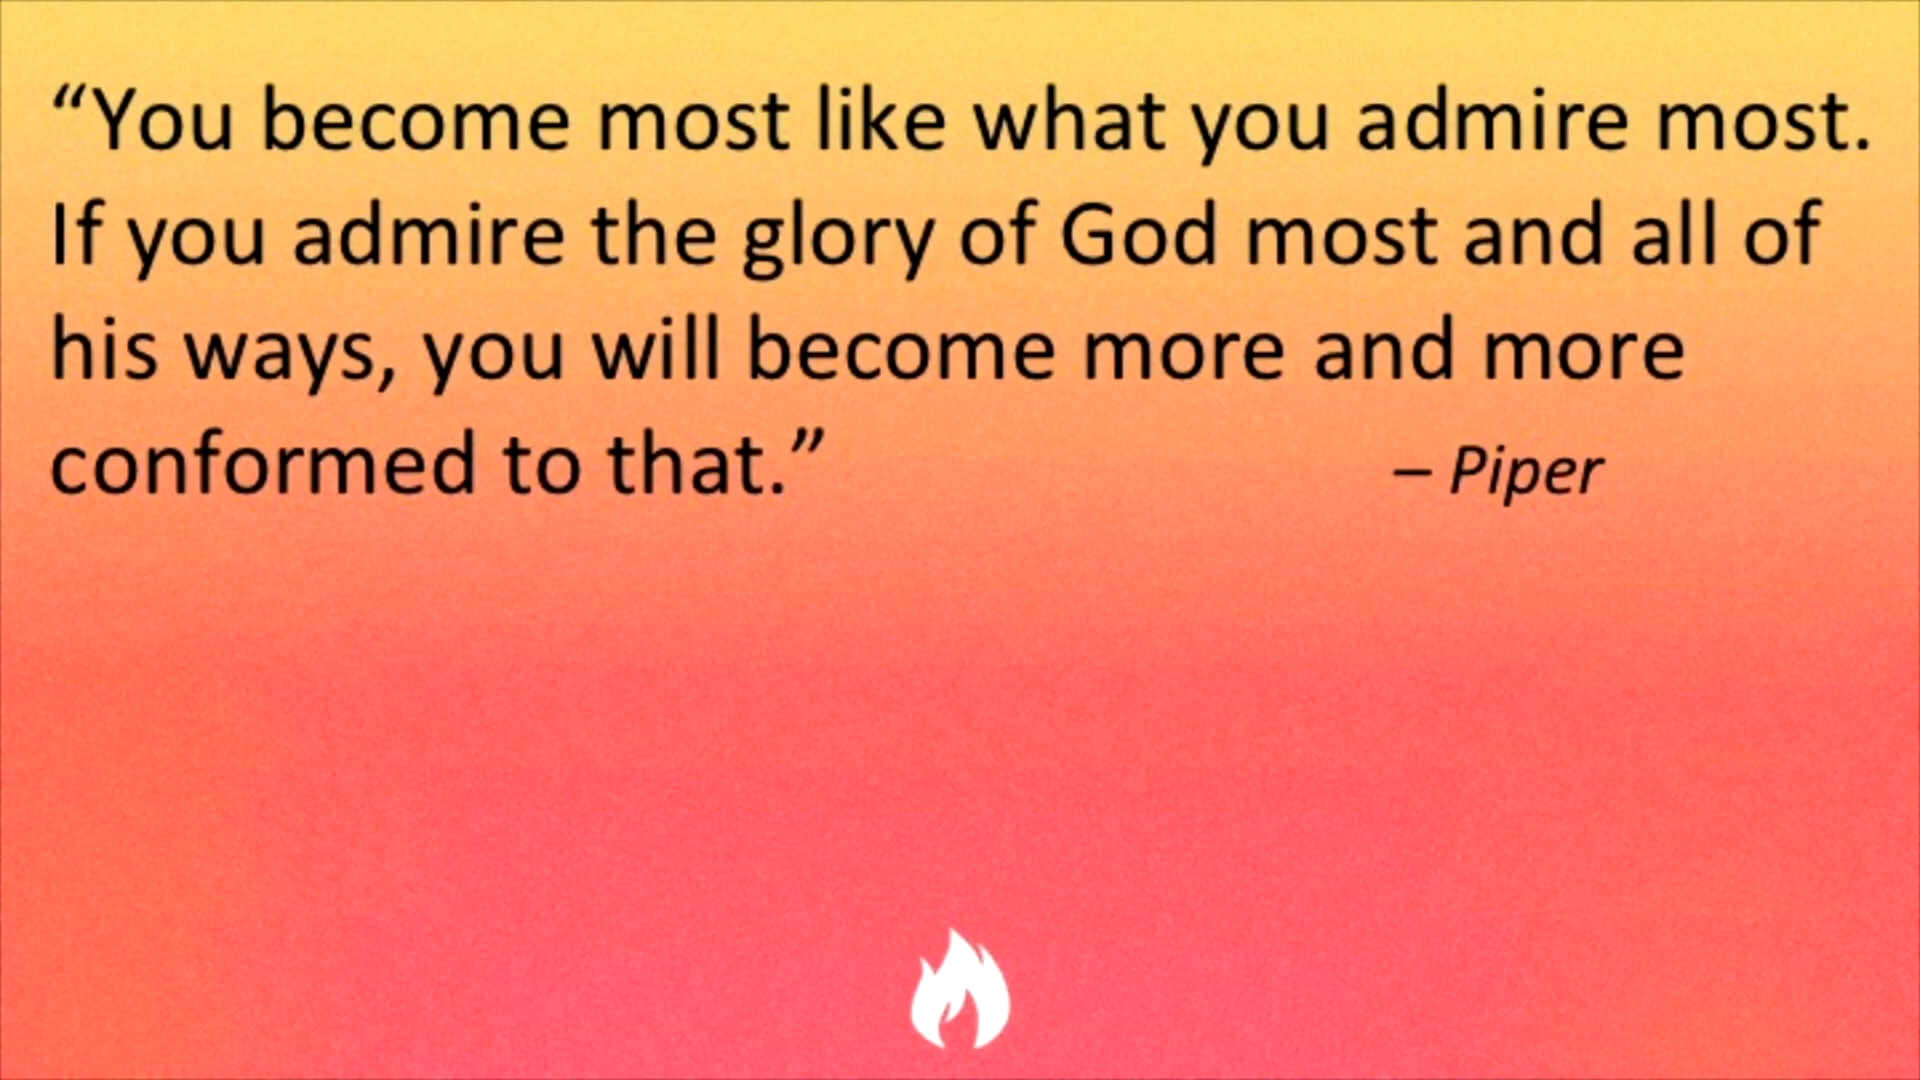 “You become most like what you admire most.
If you admire the glory of God most and all of
his ways, you will become more and more
conformed to that.” – Piper